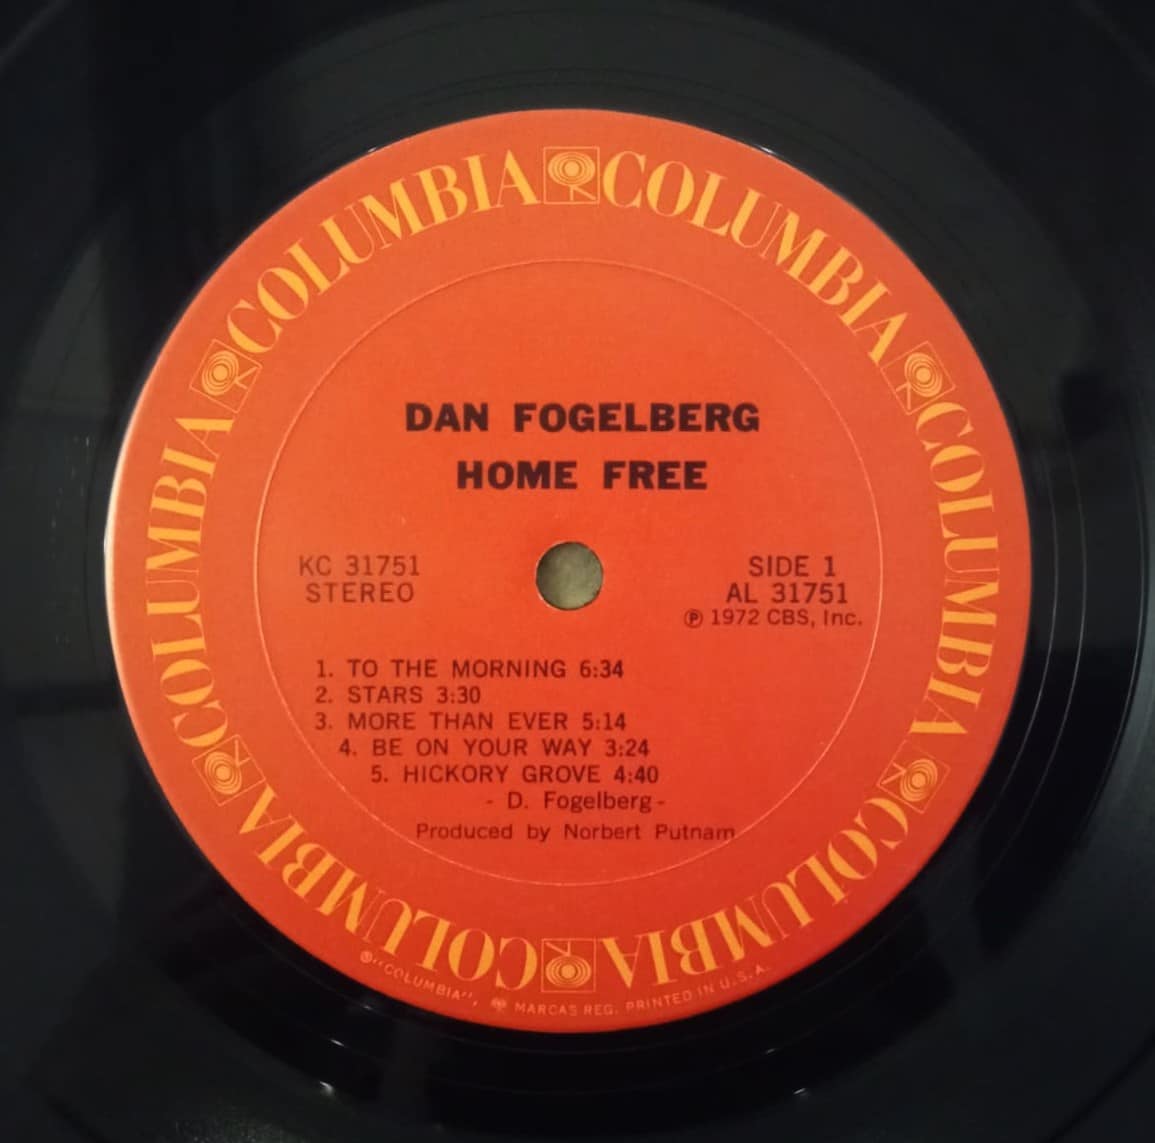 COLUMBIA COLUMBIA COLUMBIA COLUMBIA COLUMBIA COLUMBIA
DAN FOGELBERG
HOME FREE
KC 31751
STEREO
SIDE 1
AL 31751
Ⓟ 1972 CBS, Inc.
1. TO THE MORNING 6:34
2. STARS 3:30
3. MORE THAN EVER 5:14
4. BE ON YOUR WAY 3:24
5. HICKORY GROVE 4:40
- D. Fogelberg -
Produced by Norbert Putnam
"COLUMBIA", MARCAS REG. PRINTED IN U.S.A.